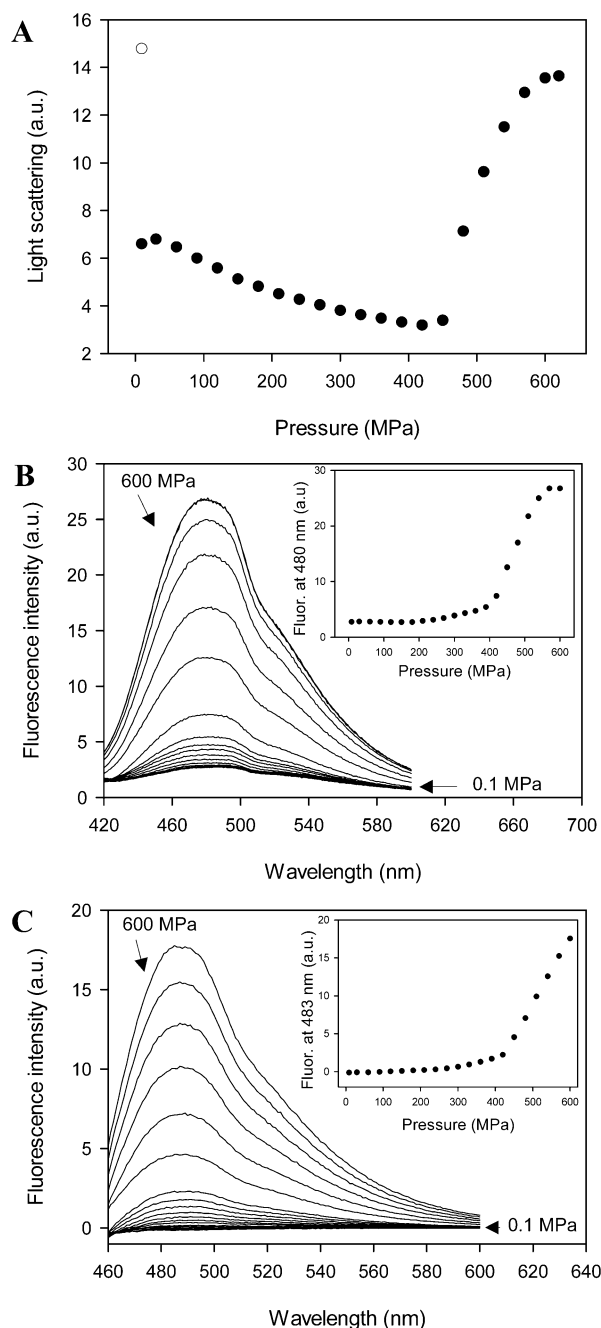 A
Light scattering (a.u.)
16
14
12
10
8
6
4
2
0 100 200 300 400 500 600
Pressure (MPa)
B
Fluorescence intensity (a.u.)
30
25
20
15
10
5
0
600 MPa
0.1 MPa
420 460 500 540 580 620 660 700
Wavelength (nm)
Fluor. at 480 nm (a.u)
30
20
10
0
0 100 200 300 400 500 600
Pressure (MPa)
C
Fluorescence intensity (a.u.)
20
15
10
5
0
600 MPa
0.1 MPa
460 480 500 520 540 560 580 600 620 640
Wavelength (nm)
Fluor. at 483 nm (a.u.)
20
15
10
5
0
0 100 200 300 400 500 600
Pressure (MPa)